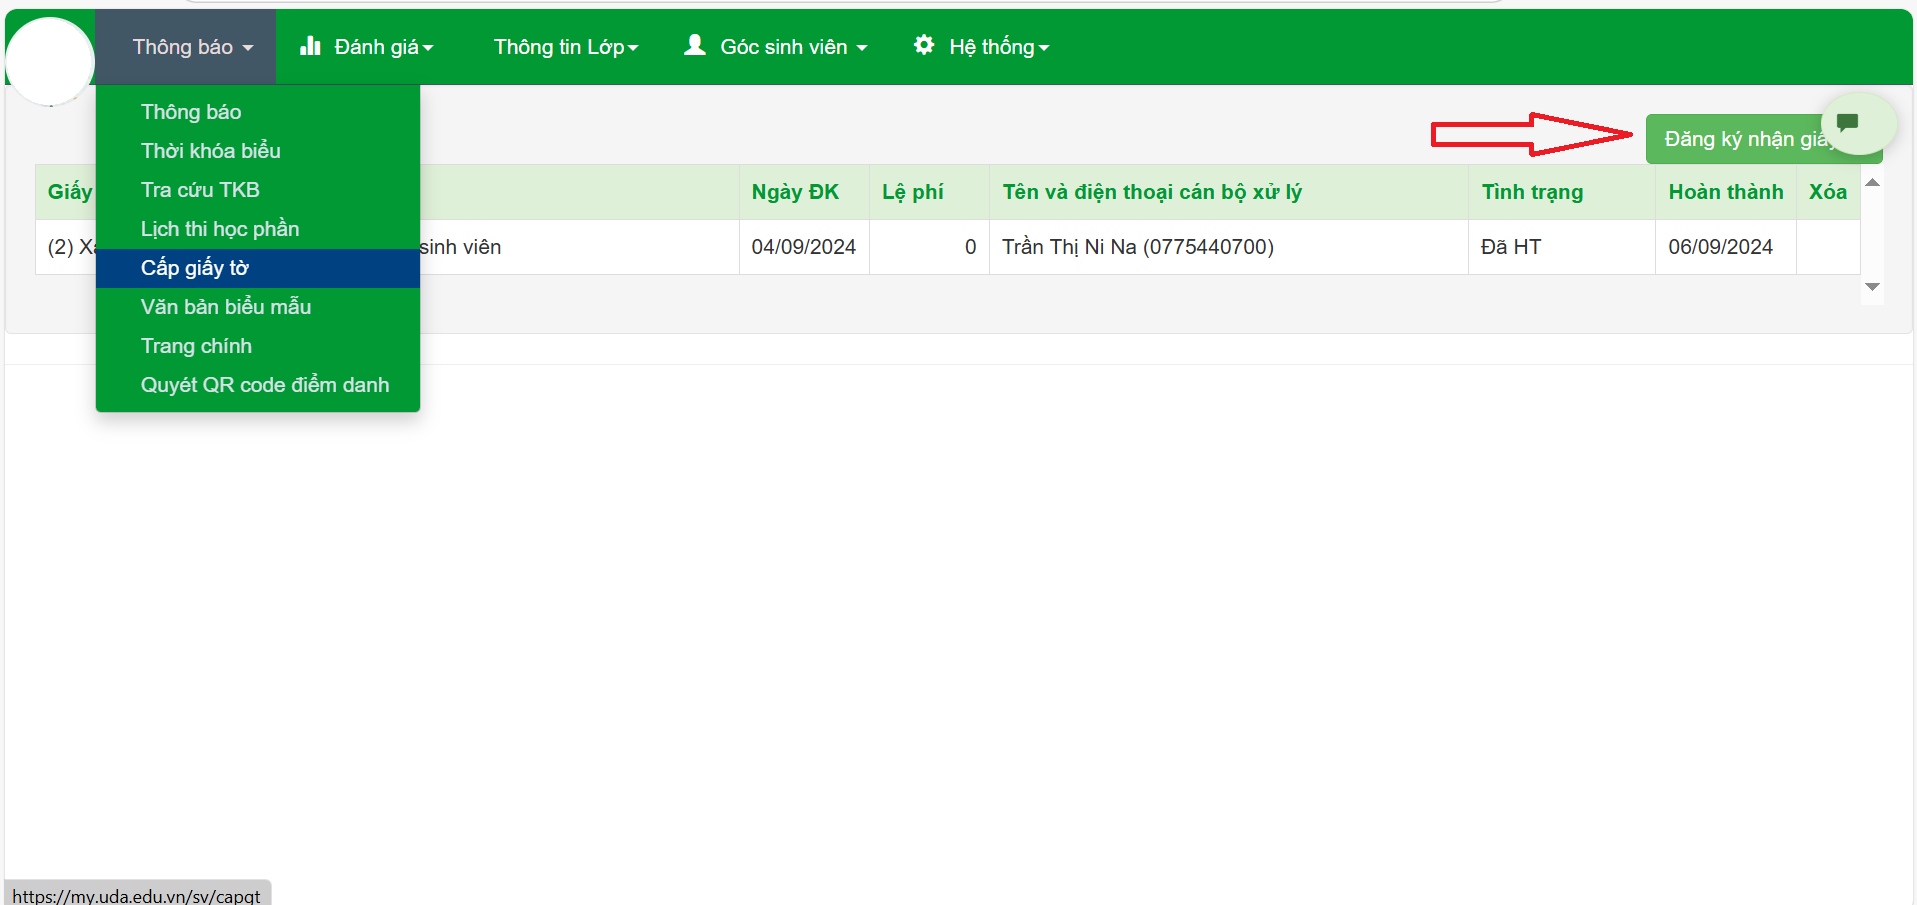 Thông báo Đánh giá Thông tin Lớp Góc sinh viên Hệ thống
Thông báo
Thời khóa biểu
Tra cứu TKB
Lịch thi học phần
Cấp giấy tờ
Văn bản biểu mẫu
Trang chính
Quyét QR code điểm danh
Đăng ký nhận
Giấy Ngày ĐK Lệ phí Tên và điện thoại cán bộ xử lý Tình trạng Hoàn thành Xóa
(2) sinh viên 04/09/2024 0 Trần Thị Ni Na (0775440700) Đã HT 06/09/2024
https://my.uda.edu.vn/sv/capgt